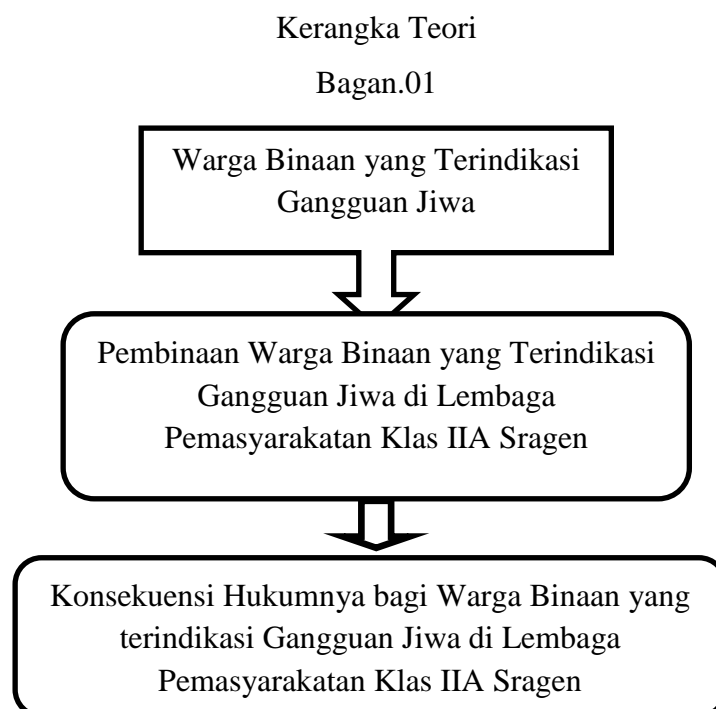 Kerangka Teori
Bagan.01
Warga Binaan yang Terindikasi
Gangguan Jiwa
Pembinaan Warga Binaan yang Terindikasi
Gangguan Jiwa di Lembaga
Pemasyarakatan Klas IIA Sragen
Konsekuensi Hukumnya bagi Warga Binaan yang
terindikasi Gangguan Jiwa di Lembaga
Pemasyarakatan Klas IIA Sragen